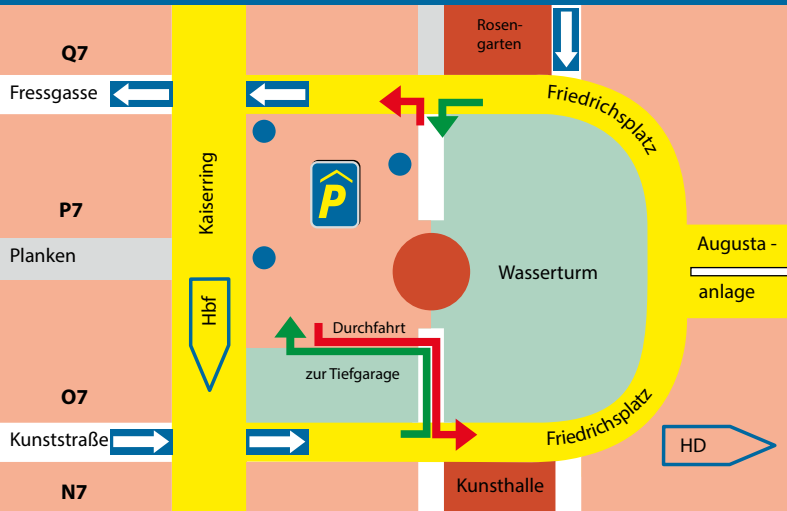 Rosen-
garten
Q7
Fressgasse
Friedrichsplatz
Kaiserring
P
P7
Planken
Augusta -
anlage
Wasserturm
Hbf
Durchfahrt
zur Tiefgarage
O7
Kunststraße
Friedrichsplatz
HD
N7
Kunsthalle